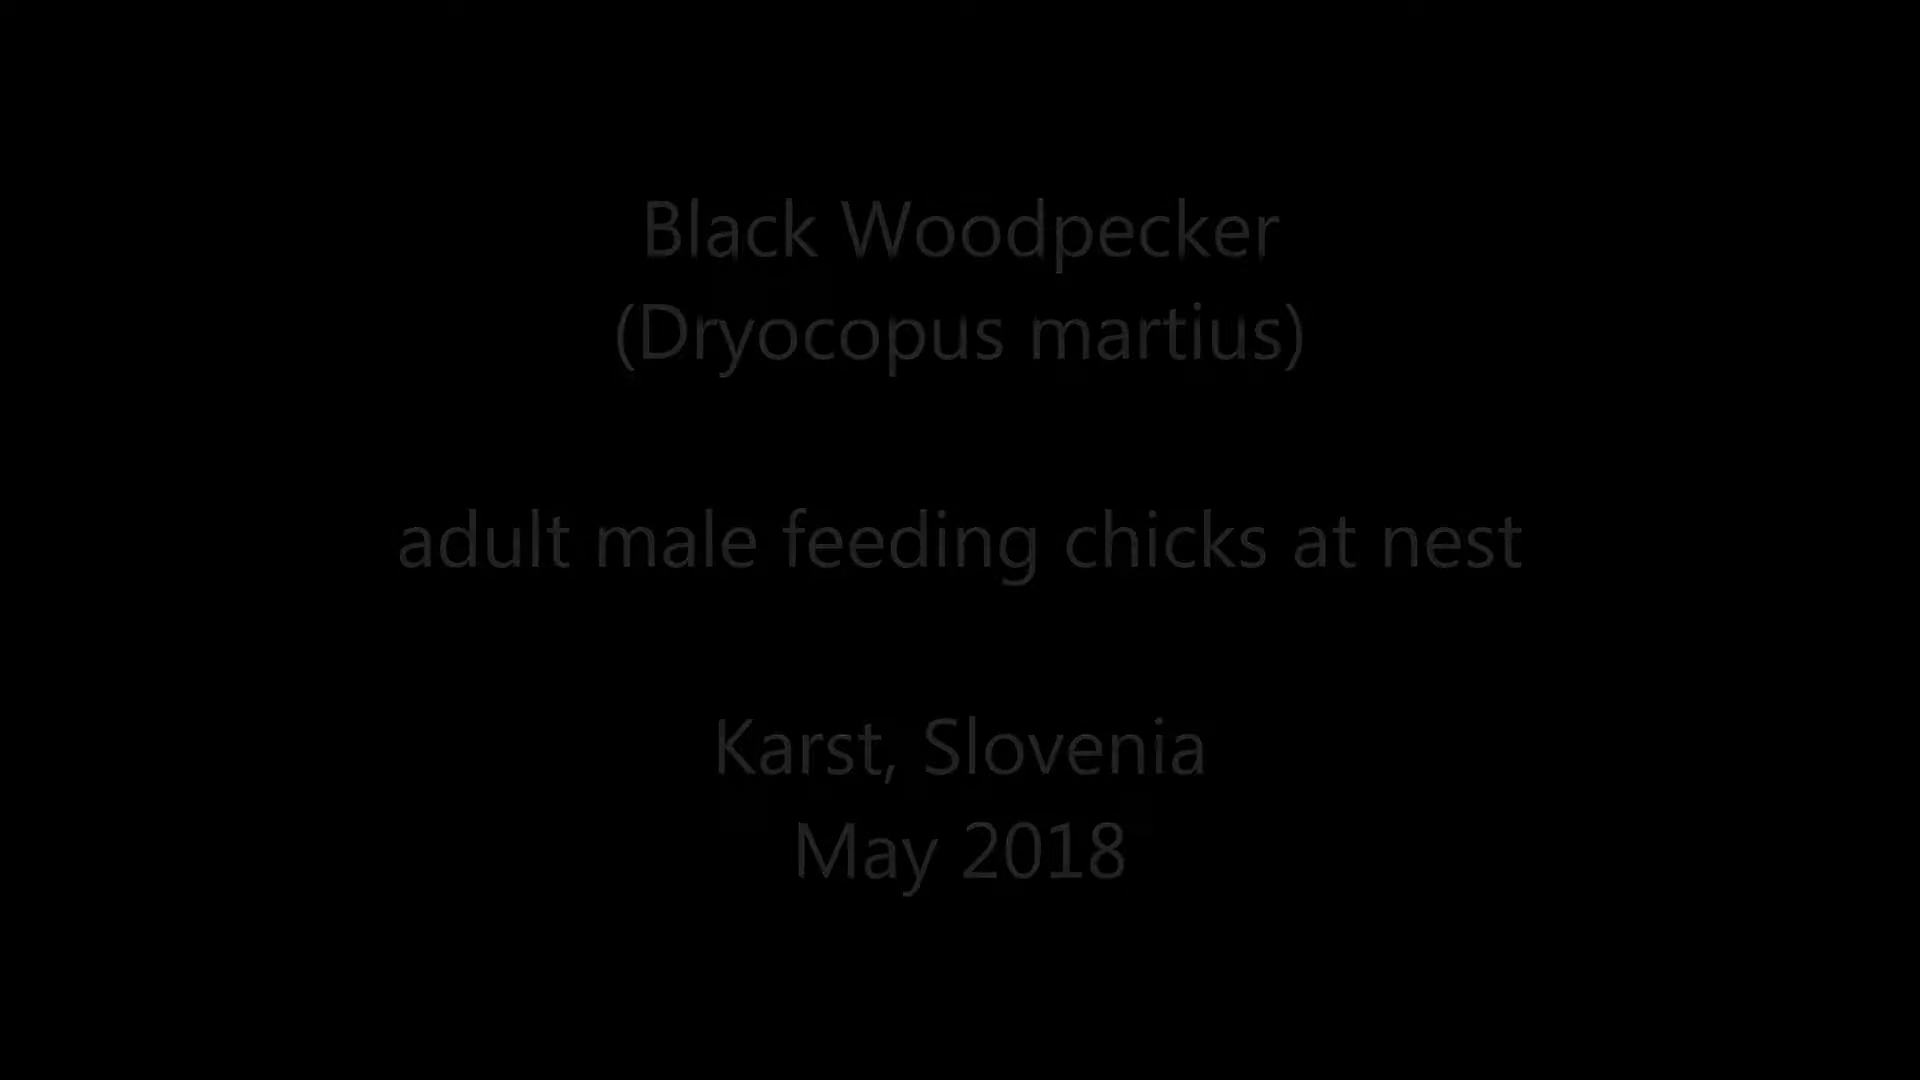 Black Woodpecker
(Dryocopus martius)
adult male feeding chicks at nest
Karst, Slovenia
May 2018